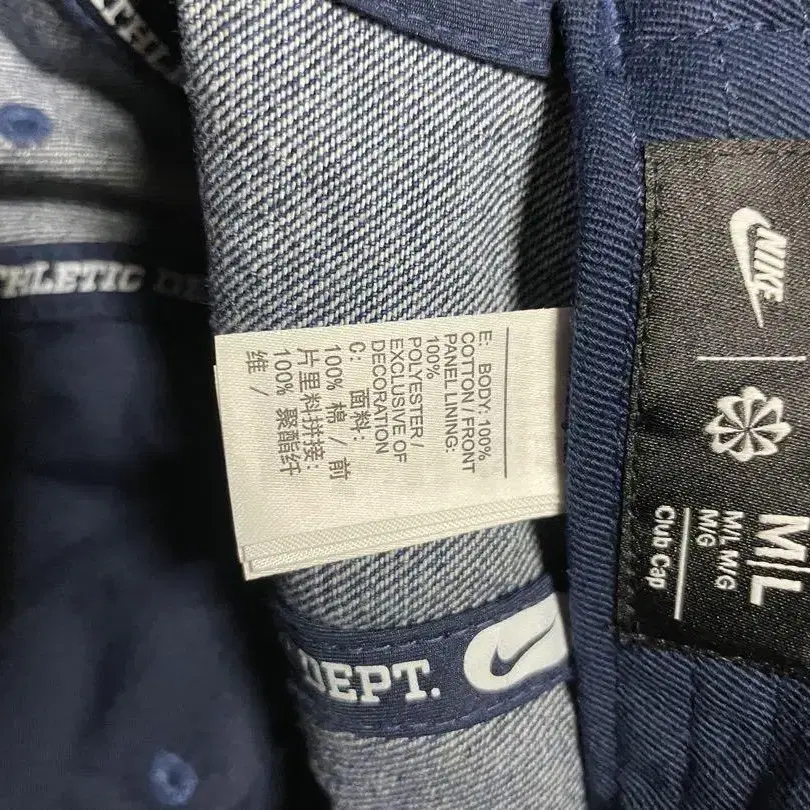 THLETIC DE
E: BODY: 100%
COTTON / FRONT
PANEL LINING:
100%
POLYESTER /
EXCLUSIVE OF
DECORATION
C: 面料:
100% 棉 / 前
片里料拼接:
100% 聚酯纤
维 /
DEPT.
NIKE
M|L
M/L M/G
M/G
Club Cap